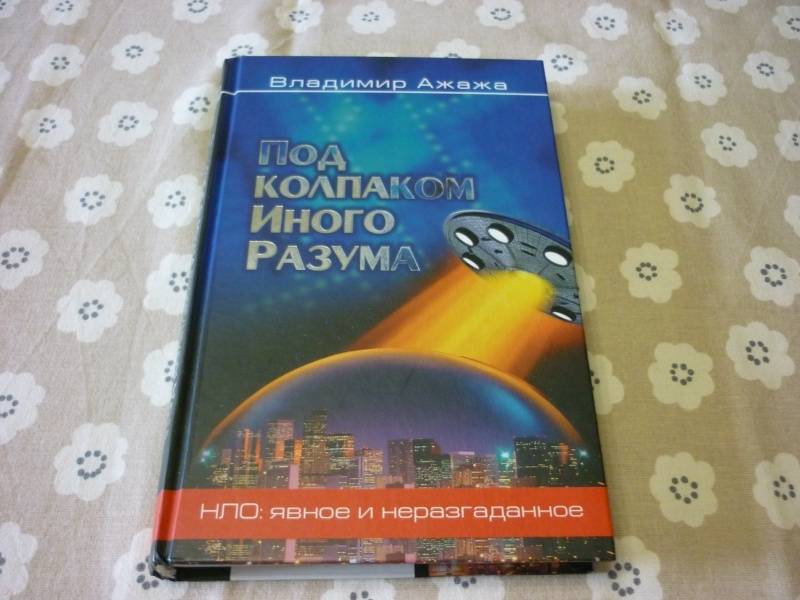 Владимир Ажажа
Под
колпаком
Иного
Разума
НЛО: явное и неразгаданное